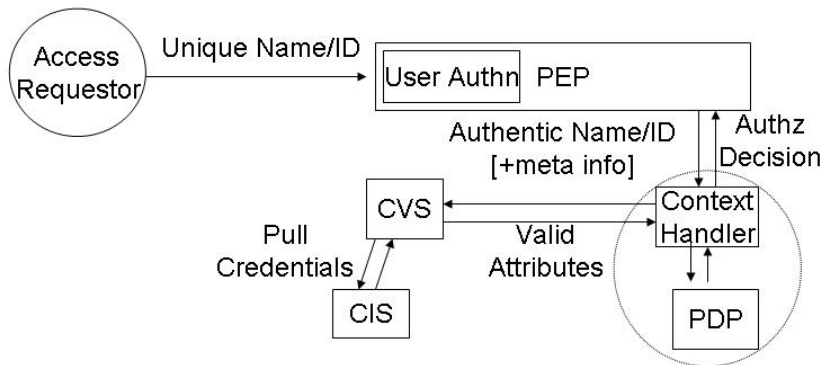 Access
Requestor
Unique Name/ID
User Authn
PEP
Authentic Name/ID
[+meta info]
Authz
Decision
CVS
Context
Handler
Pull
Credentials
Valid
Attributes
CIS
PDP